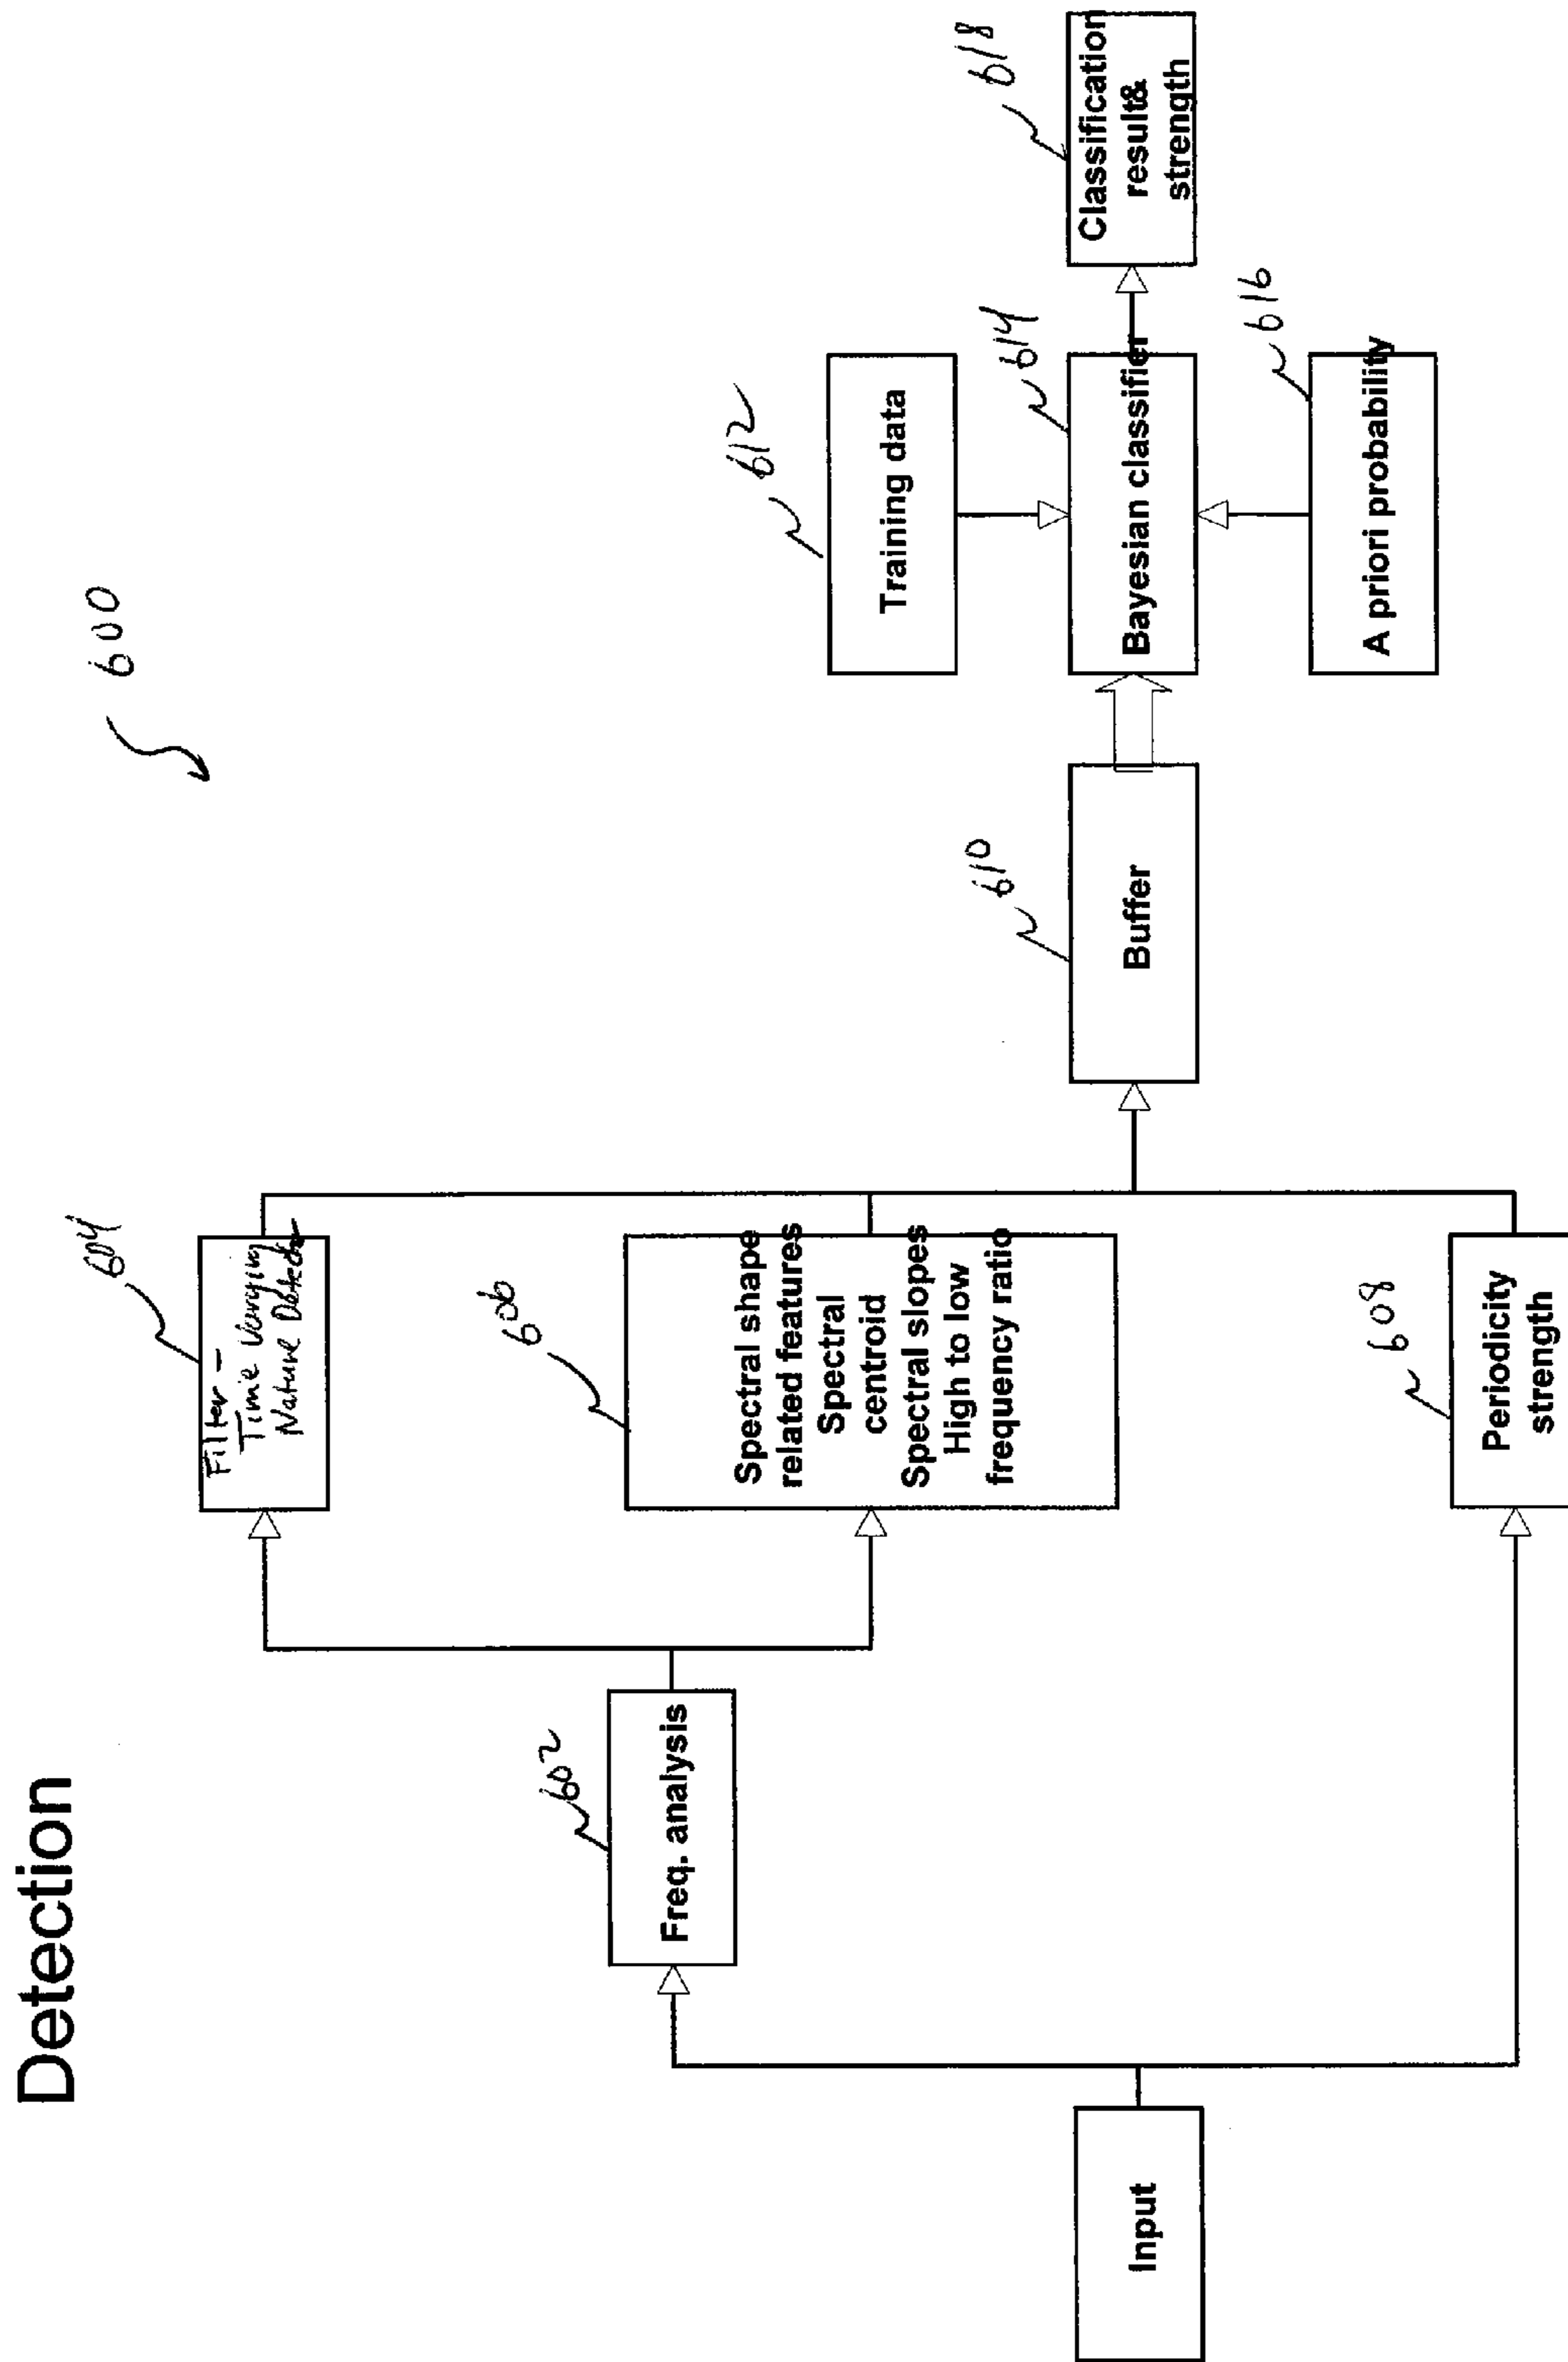 Detection
600
Input
602
Freq. analysis
604
Filter –
Time Varying
Nature Detector
606
Spectral shape
related features
Spectral
centroid
Spectral slopes
High to low
frequency ratio
608
Periodicity
strength
610
Buffer
612
Training data
614
Bayesian classifier
616
A priori probability
618
Classification
result&
strength